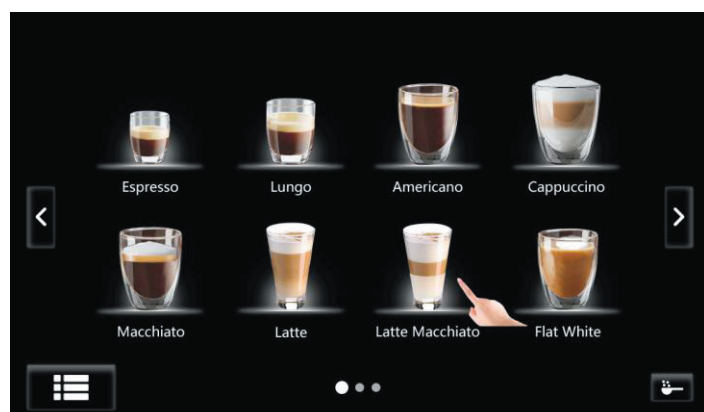 Espresso
Lungo
Americano
Cappuccino
Macchiato
Latte
Latte Macchiato
Flat White